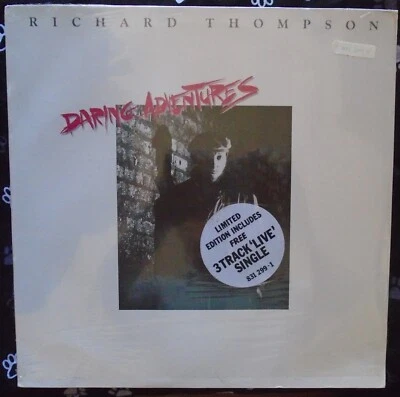 RICHARD THOMPSON
DARING ADVENTURES
LIMITED
EDITION INCLUDES
FREE
3 TRACK 'LIVE'
SINGLE
831 299-1